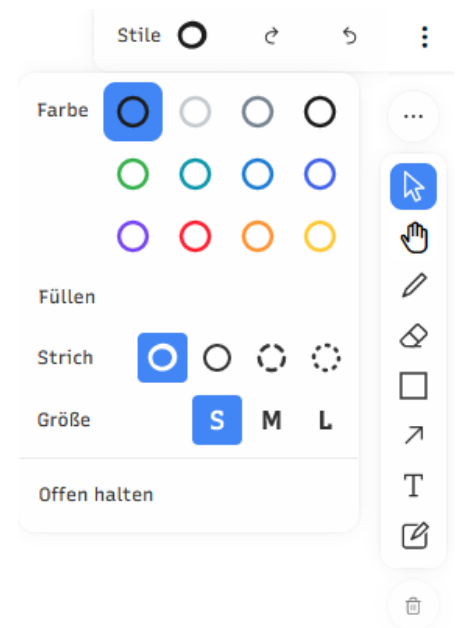 Stile
Farbe
Füllen
Strich
Größe S M L
Offen halten
T